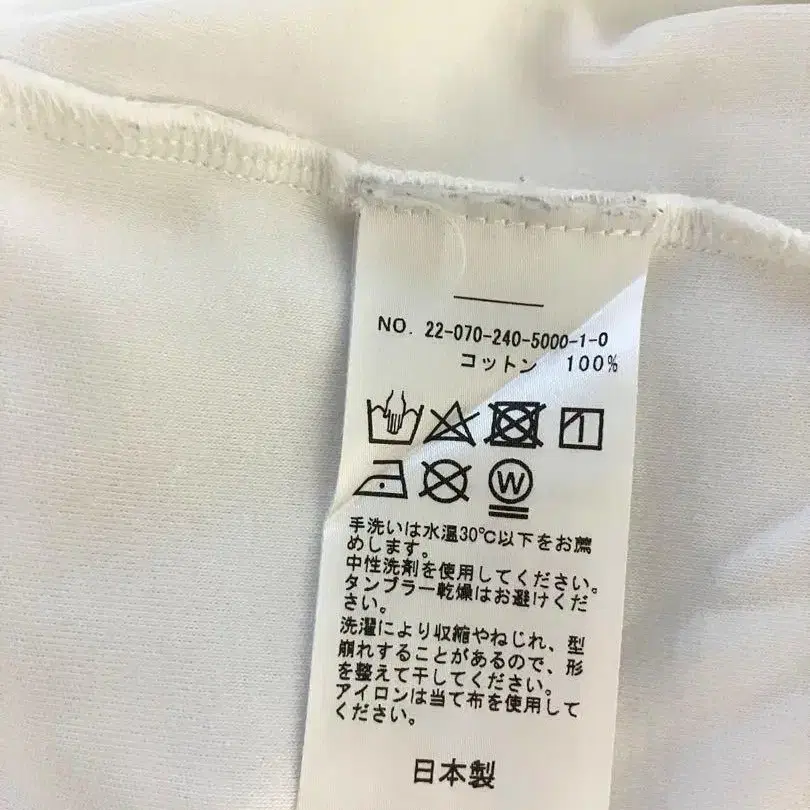 NO. 22-070-240-5000-1-0
コットン 100%
W
手洗いは水温30℃以下をお薦
めします。
中性洗剤を使用してください。
タンブラー乾燥はお避けくだ
さい。
洗濯により収縮やねじれ、型
崩れすることがあるので、形
を整えて干してください。
アイロンは当て布を使用して
ください。
日本製